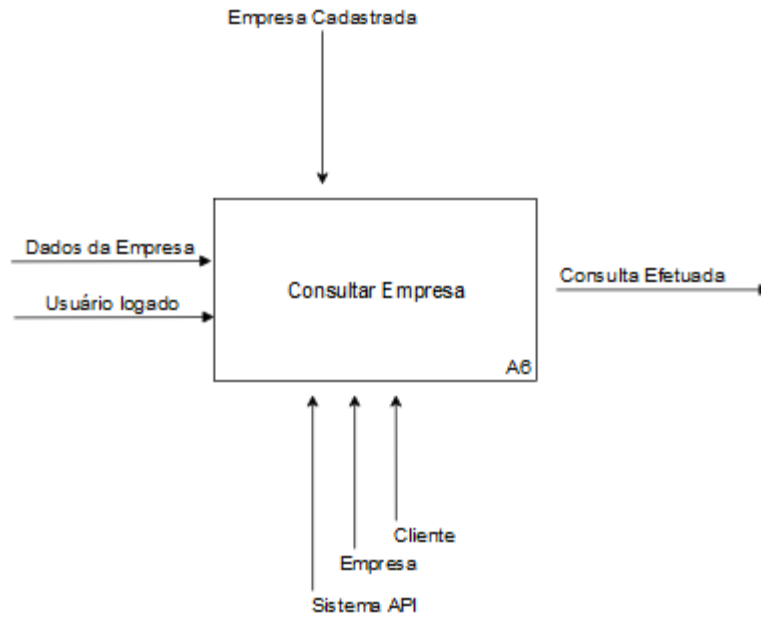 Empresa Cadastrada
Dados da Empresa
Usuário logado
Consultar Empresa
A6
Consulta Efetuada
Cliente
Empresa
Sistema API